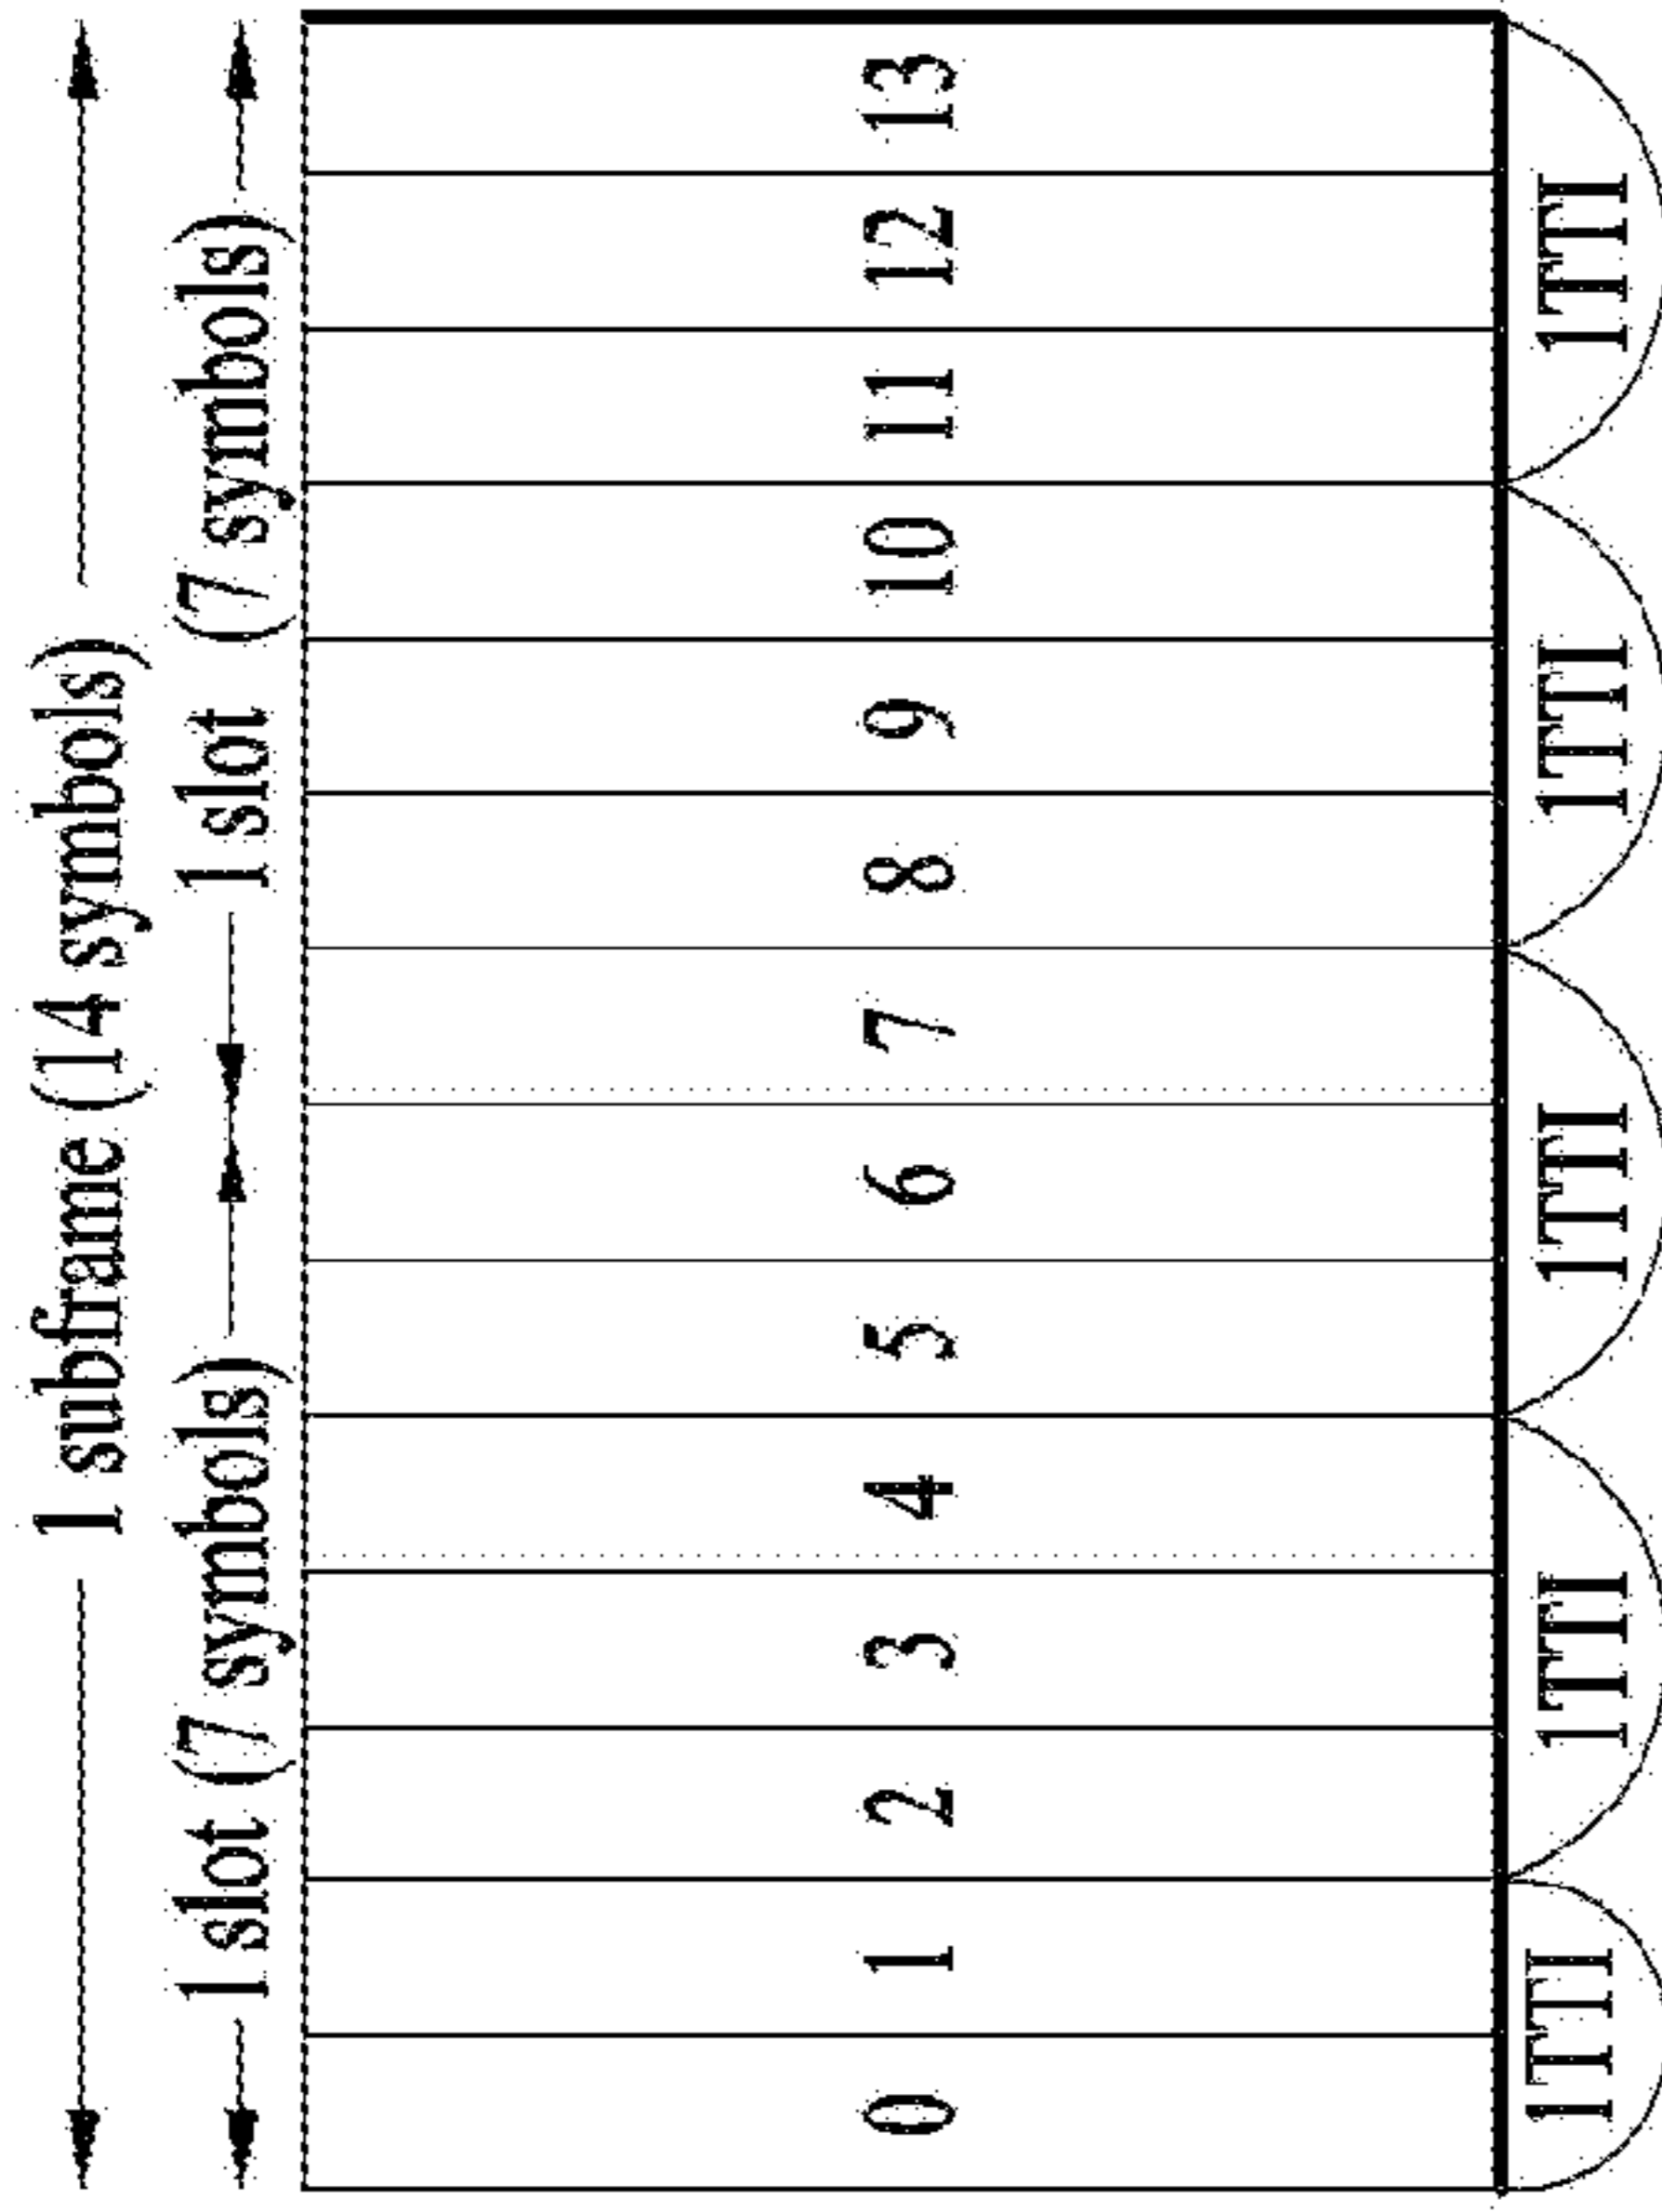 1 subframe (14 symbols)
1 slot (7 symbols) 1 slot (7 symbols)
0 1 2 3 4 5 6 7 8 9 10 11 12 13
1TTI 1TTI 1TTI 1TTI 1TTI